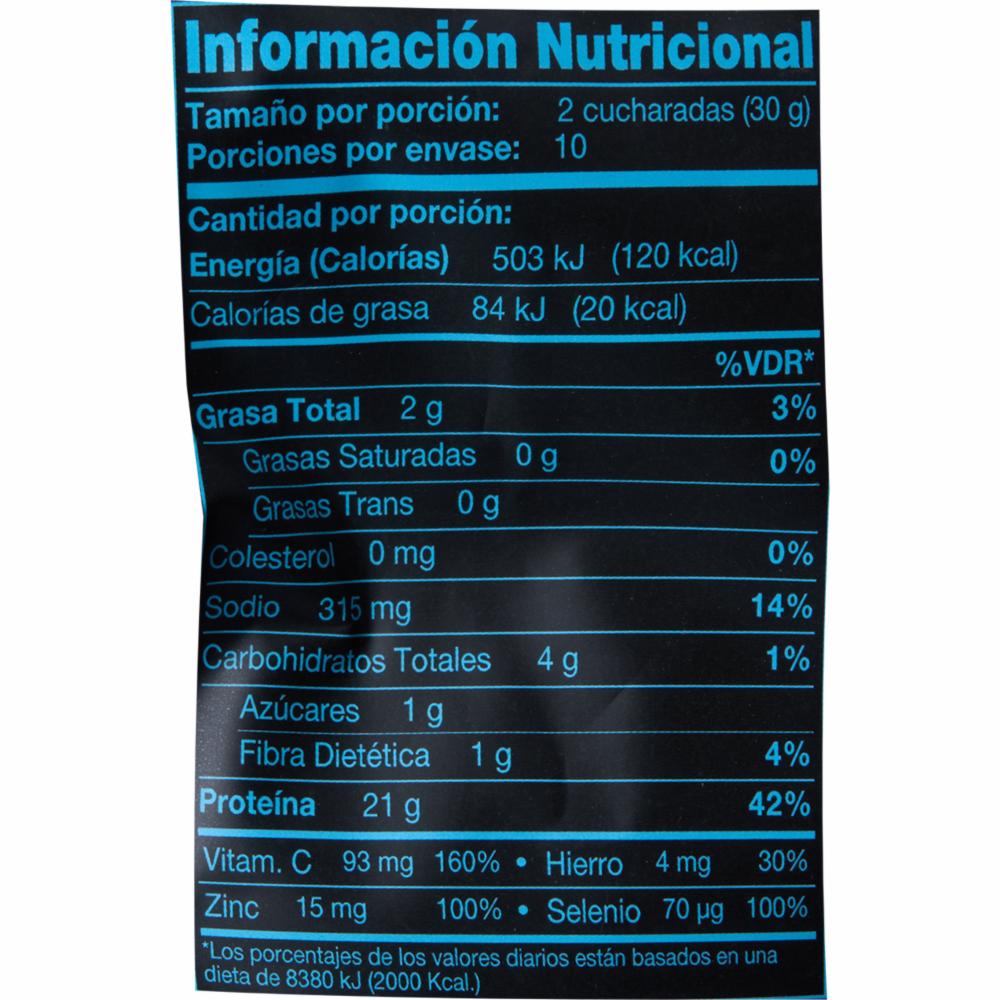 Información Nutricional
Tamaño por porción: 2 cucharadas (30 g)
Porciones por envase: 10
Cantidad por porción:
Energía (Calorías) 503 kJ (120 kcal)
Calorías de grasa 84 kJ (20 kcal)
%VDR*
Grasa Total 2 g 3%
Grasas Saturadas 0 g 0%
Grasas Trans 0 g
Colesterol 0 mg 0%
Sodio 315 mg 14%
Carbohidratos Totales 4 g 1%
Azúcares 1 g
Fibra Dietética 1 g 4%
Proteína 21 g 42%
Vitam. C 93 mg 160% • Hierro 4 mg 30%
Zinc 15 mg 100% • Selenio 70 µg 100%
*Los porcentajes de los valores diarios están basados en una
dieta de 8380 kJ (2000 Kcal.)